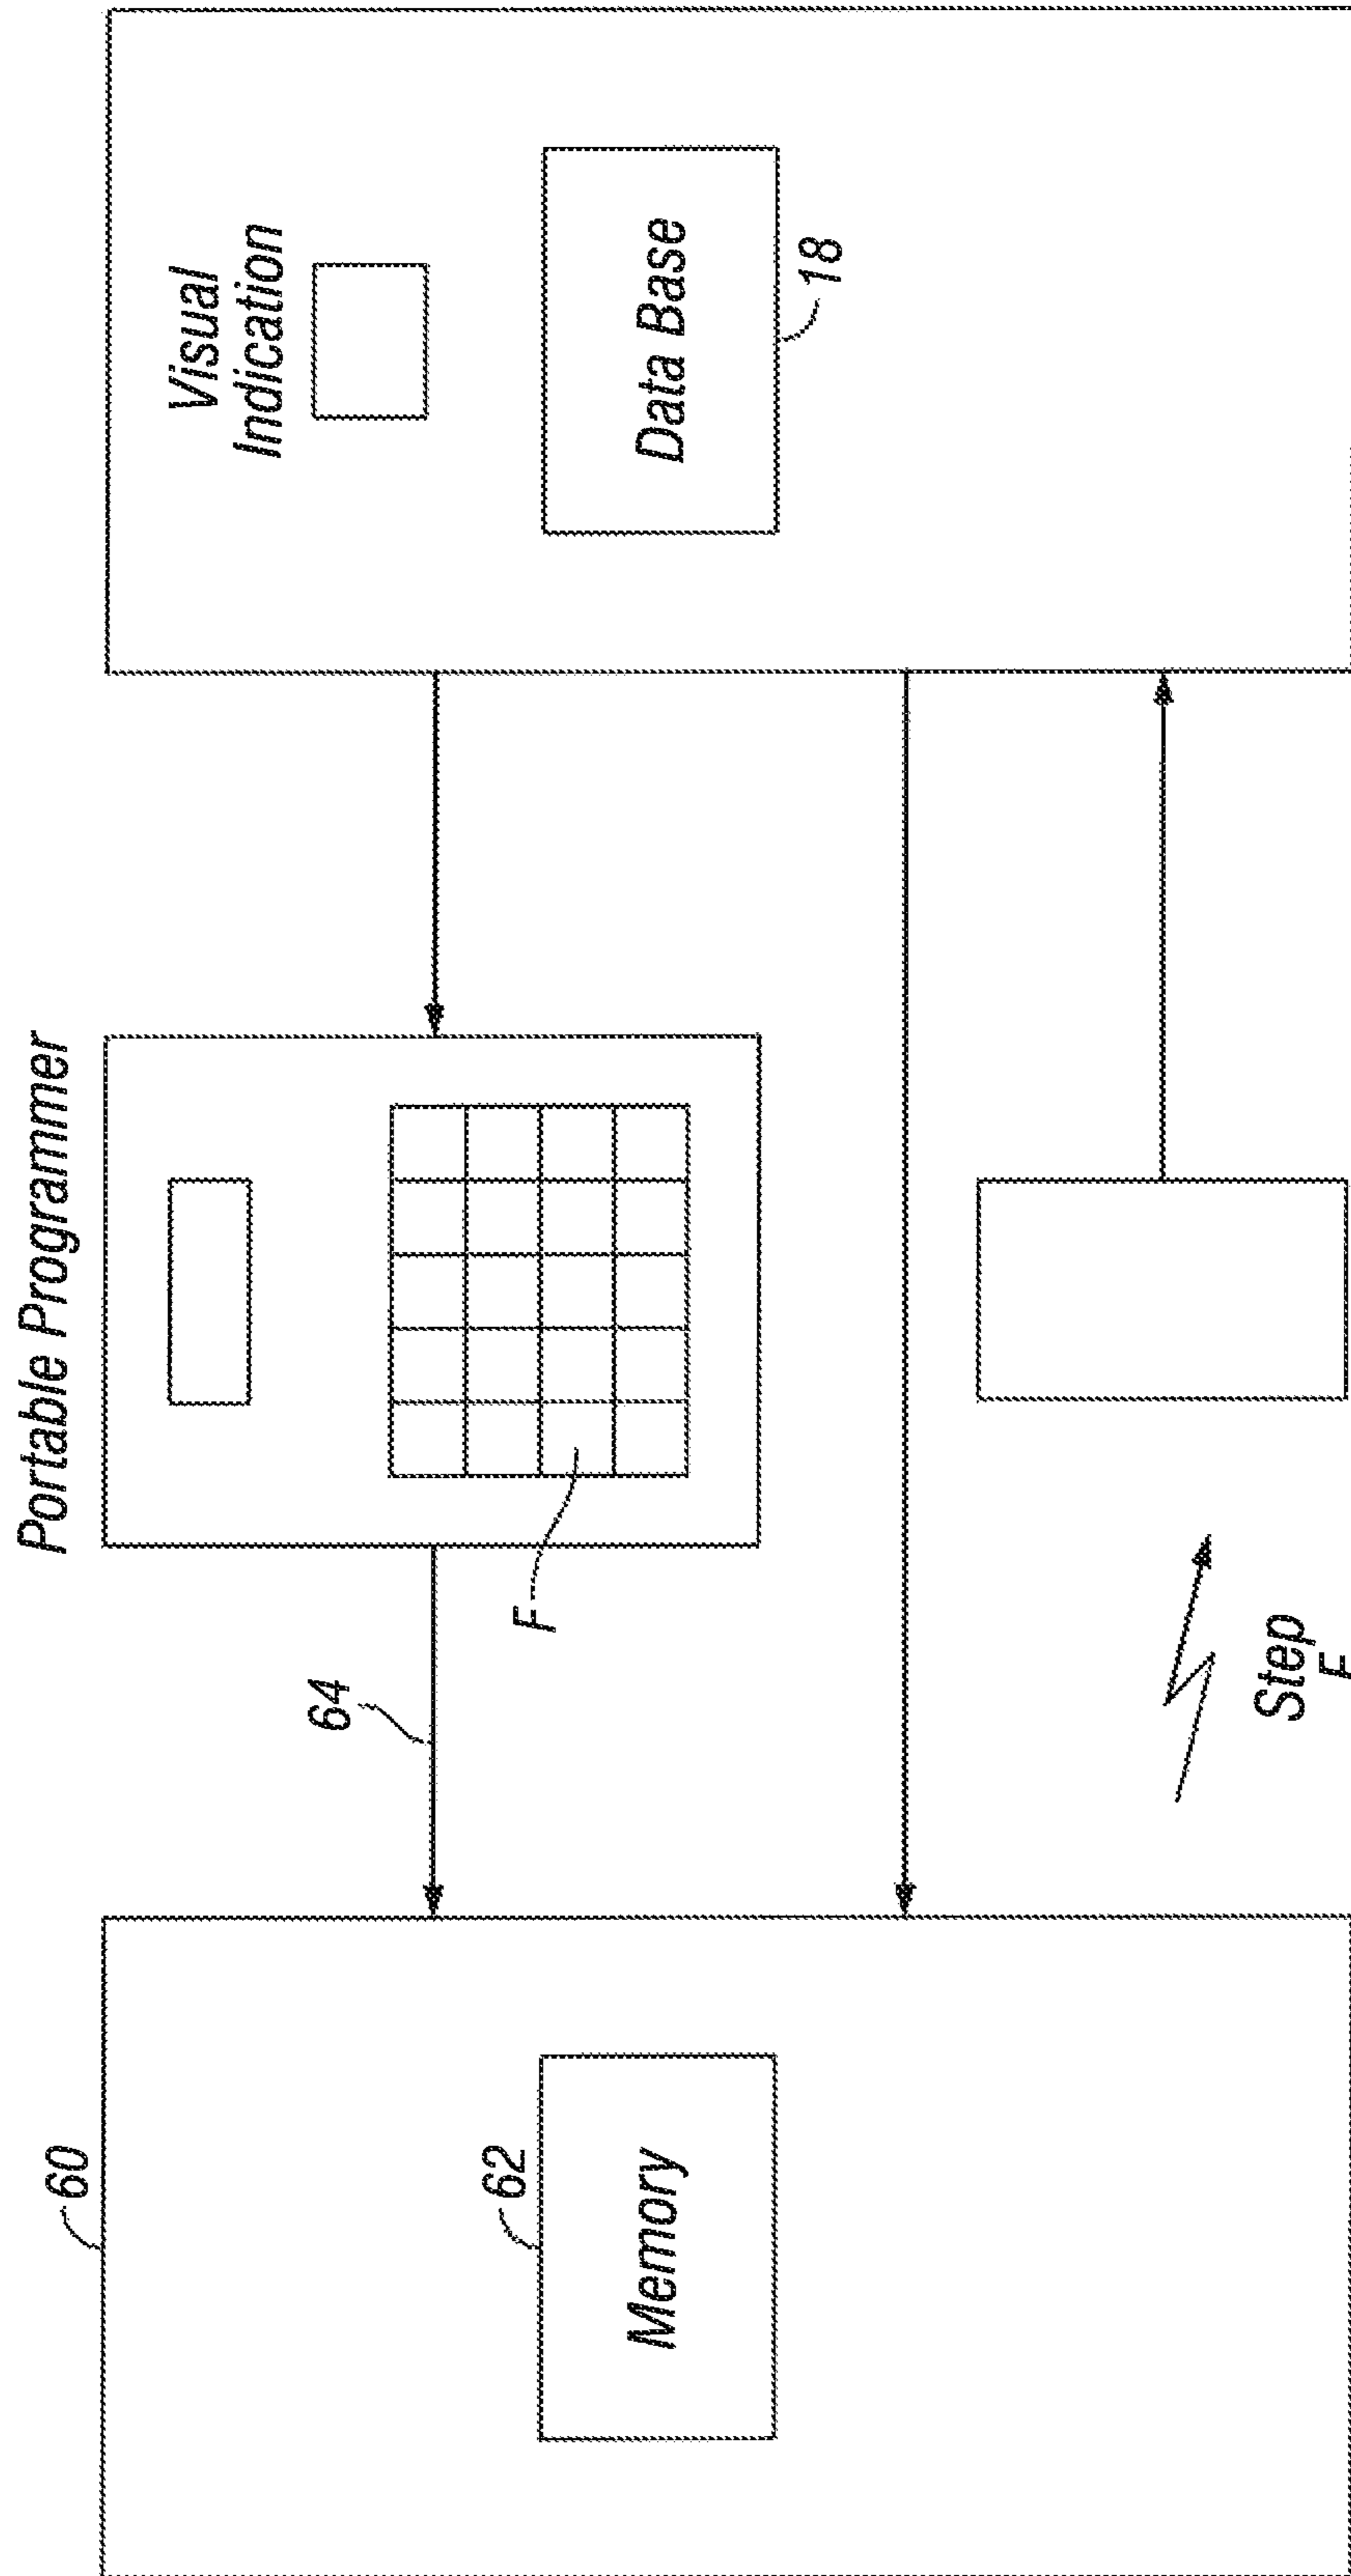 Portable Programmer
60
Visual
Indication
64
62
F
Memory
Data Base
18
Step